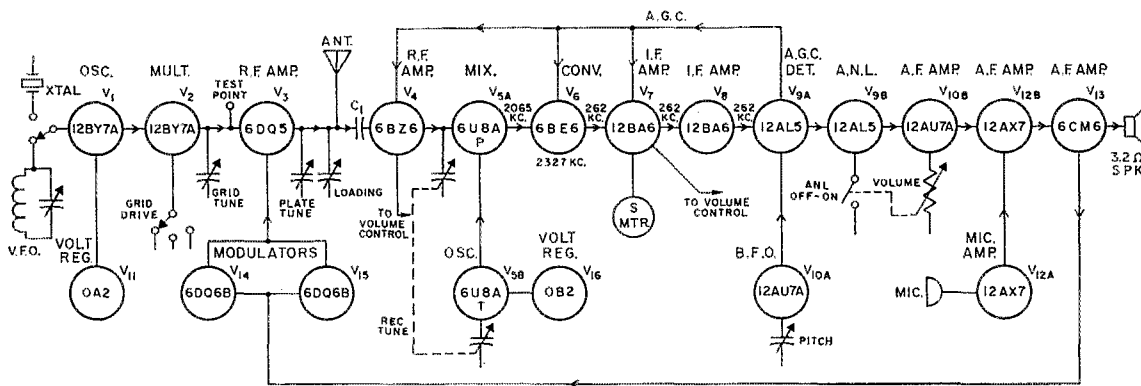 A.G.C.
ANT.
XTAL
OSC.
V1
12BY7A
MULT.
V2
12BY7A
TEST
POINT
R.F. AMP.
V3
6DQ5
C1
R.F.
AMP.
V4
6BZ6
MIX.
V5A
6U8A
P
2065
KC.
CONV.
V6
6BE6
2327 KC.
262
KC.
I.F.
AMP.
V7
12BA6
262
KC.
I.F. AMP.
V8
12BA6
262
KC.
A.G.C.
DET.
V9A
12AL5
A.N.L.
V9B
12AL5
A.F. AMP.
V10B
12AU7A
A.F. AMP.
V12B
12AX7
A.F. AMP.
V13
6CM6
3.2 Ω
SPK.
V.F.O.
GRID
DRIVE
GRID
TUNE
PLATE
TUNE
LOADING
TO
VOLUME
CONTROL
S
MTR.
TO VOLUME
CONTROL
ANL
OFF-ON
VOLUME
VOLT
REG.
V11
OA2
MODULATORS
V14
6DQ6B
V15
6DQ6B
REC
TUNE
OSC.
V5B
6U8A
T
VOLT
REG.
V16
OB2
B.F.O.
V10A
12AU7A
PITCH
MIC.
MIC.
AMP.
V12A
12AX7